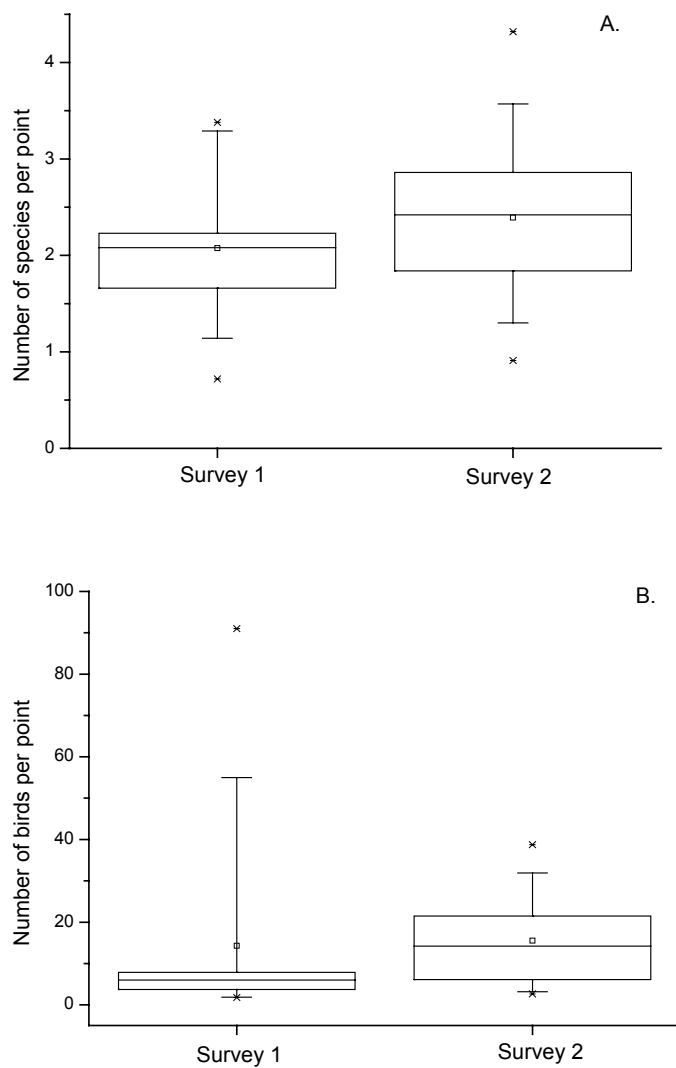 A.
4
3
2
1
0
Number of species per point
Survey 1
Survey 2
B.
100
80
60
40
20
0
Number of birds per point
Survey 1
Survey 2